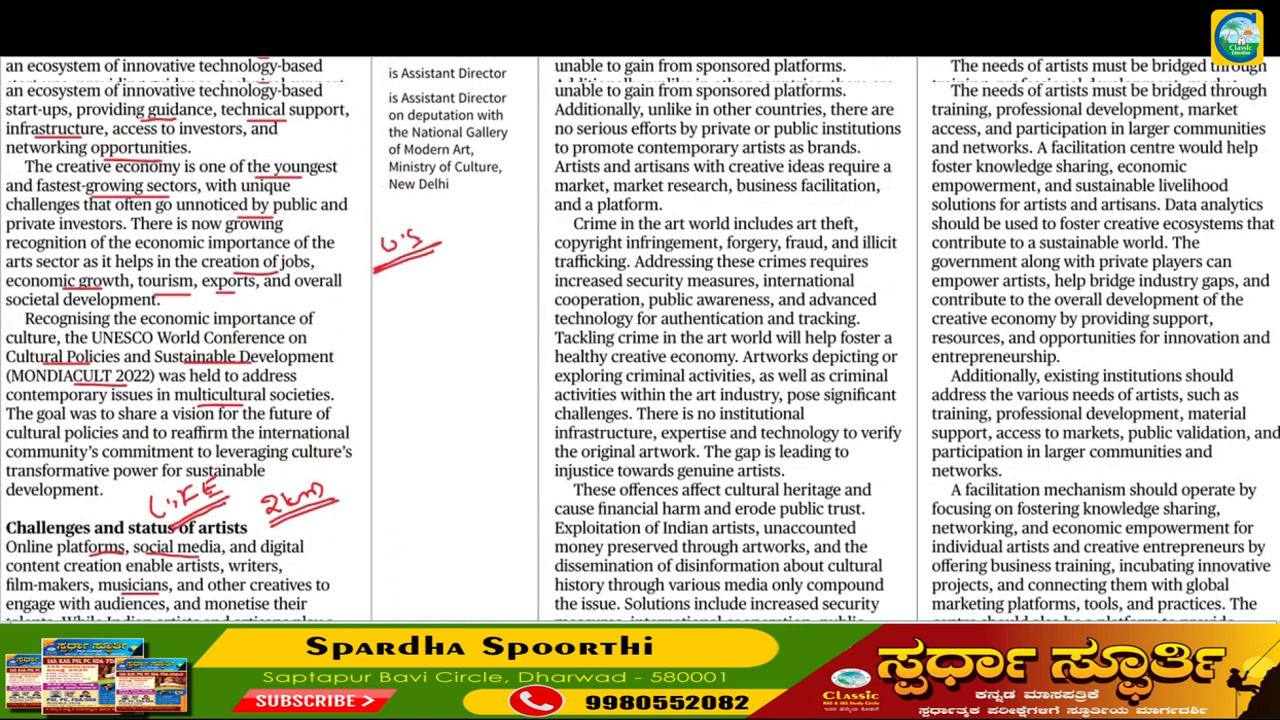 Classic
Education
an ecosystem of innovative technology-based
an ecosystem of innovative technology-based
start-ups, providing guidance, technical support,
infrastructure, access to investors, and
networking opportunities.
The creative economy is one of the youngest
and fastest-growing sectors, with unique
challenges that often go unnoticed by public and
private investors. There is now growing
recognition of the economic importance of the
arts sector as it helps in the creation of jobs,
economic growth, tourism, exports, and overall
societal development.
Recognising the economic importance of
culture, the UNESCO World Conference on
Cultural Policies and Sustainable Development
(MONDIACULT 2022) was held to address
contemporary issues in multicultural societies.
The goal was to share a vision for the future of
cultural policies and to reaffirm the international
community's commitment to leveraging culture's
transformative power for sustainable
development.
Challenges and status of artists
Online platforms, social media, and digital
content creation enable artists, writers,
film-makers, musicians, and other creatives to
engage with audiences, and monetise their
is Assistant Director
is Assistant Director
on deputation with
the National Gallery
of Modern Art,
Ministry of Culture,
New Delhi
U.S
unable to gain from sponsored platforms.
unable to gain from sponsored platforms.
Additionally, unlike in other countries, there are
no serious efforts by private or public institutions
to promote contemporary artists as brands.
Artists and artisans with creative ideas require a
market, market research, business facilitation,
and a platform.
Crime in the art world includes art theft,
copyright infringement, forgery, fraud, and illicit
trafficking. Addressing these crimes requires
increased security measures, international
cooperation, public awareness, and advanced
technology for authentication and tracking.
Tackling crime in the art world will help foster a
healthy creative economy. Artworks depicting or
exploring criminal activities, as well as criminal
activities within the art industry, pose significant
challenges. There is no institutional
infrastructure, expertise and technology to verify
the original artwork. The gap is leading to
injustice towards genuine artists.
These offences affect cultural heritage and
cause financial harm and erode public trust.
Exploitation of Indian artists, unaccounted
money preserved through artworks, and the
dissemination of disinformation about cultural
history through various media only compound
the issue. Solutions include increased security
The needs of artists must be bridged through
The needs of artists must be bridged through
training, professional development, market
access, and participation in larger communities
and networks. A facilitation centre would help
foster knowledge sharing, economic
empowerment, and sustainable livelihood
solutions for artists and artisans. Data analytics
should be used to foster creative ecosystems that
contribute to a sustainable world. The
government along with private players can
empower artists, help bridge industry gaps, and
contribute to the overall development of the
creative economy by providing support,
resources, and opportunities for innovation and
entrepreneurship.
Additionally, existing institutions should
address the various needs of artists, such as
training, professional development, material
support, access to markets, public validation, and
participation in larger communities and
networks.
A facilitation mechanism should operate by
focusing on fostering knowledge sharing,
networking, and economic empowerment for
individual artists and creative entrepreneurs by
offering business training, incubating innovative
projects, and connecting them with global
marketing platforms, tools, and practices. The
SPARDHA SPOORTHI
Saptapur Bavi Circle, Dharwad - 580001
SUBSCRIBE
9980552082
ಸ್ಪರ್ಧಾ ಸ್ಫೂರ್ತಿ
Classic
KAS & IAS Study Circle
ಕನ್ನಡ ಮಾಸಪತ್ರಿಕೆ
ಸ್ಪರ್ಧಾತ್ಮಕ ಪರೀಕ್ಷೆಗಳಿಗೆ ಸ್ಫೂರ್ತಿಯ ಮಾರ್ಗದರ್ಶಿ